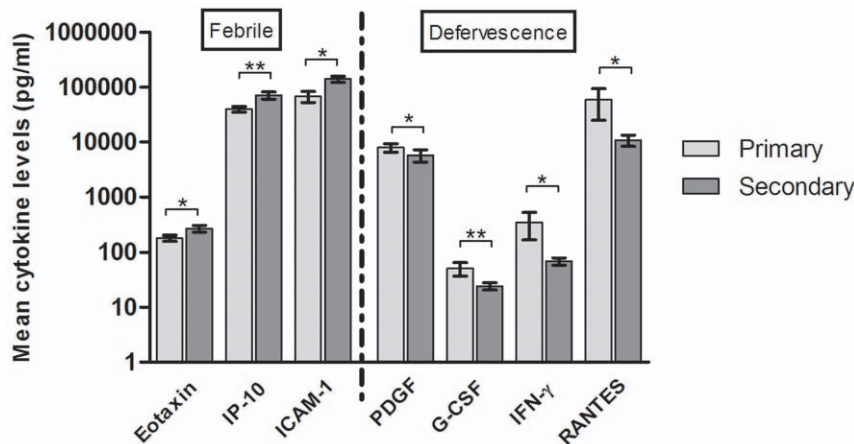 Febrile
Defervescence
Mean cytokine levels (pg/ml)
1000000
100000
10000
1000
100
10
1
*
**
*
*
**
*
*
Primary
Secondary
Eotaxin
IP-10
ICAM-1
PDGF
G-CSF
IFN-γ
RANTES